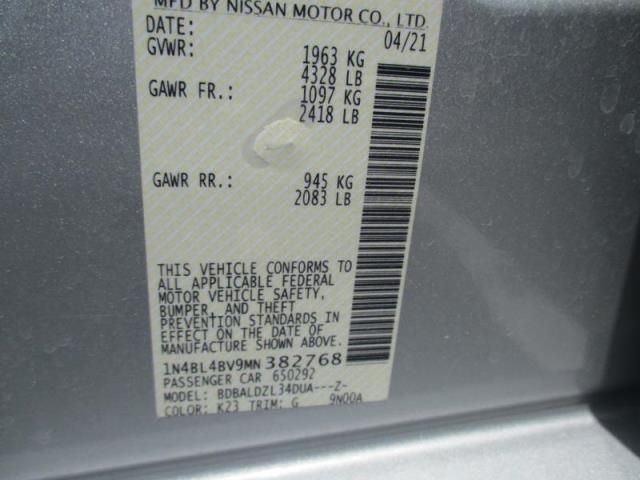 MFD BY NISSAN MOTOR CO., LTD.
DATE: 04/21
GVWR: 1963 KG
4328 LB
GAWR FR.: 1097 KG
2418 LB
GAWR RR.: 945 KG
2083 LB
THIS VEHICLE CONFORMS TO
ALL APPLICABLE FEDERAL
MOTOR VEHICLE SAFETY,
BUMPER, AND THEFT
PREVENTION STANDARDS IN
EFFECT ON THE DATE OF
MANUFACTURE SHOWN ABOVE.
1N4BL4BV9MN382768
PASSENGER CAR 650292
MODEL: BDBALDZL34DUA---Z-
COLOR: K23 TRIM: G 9N00A